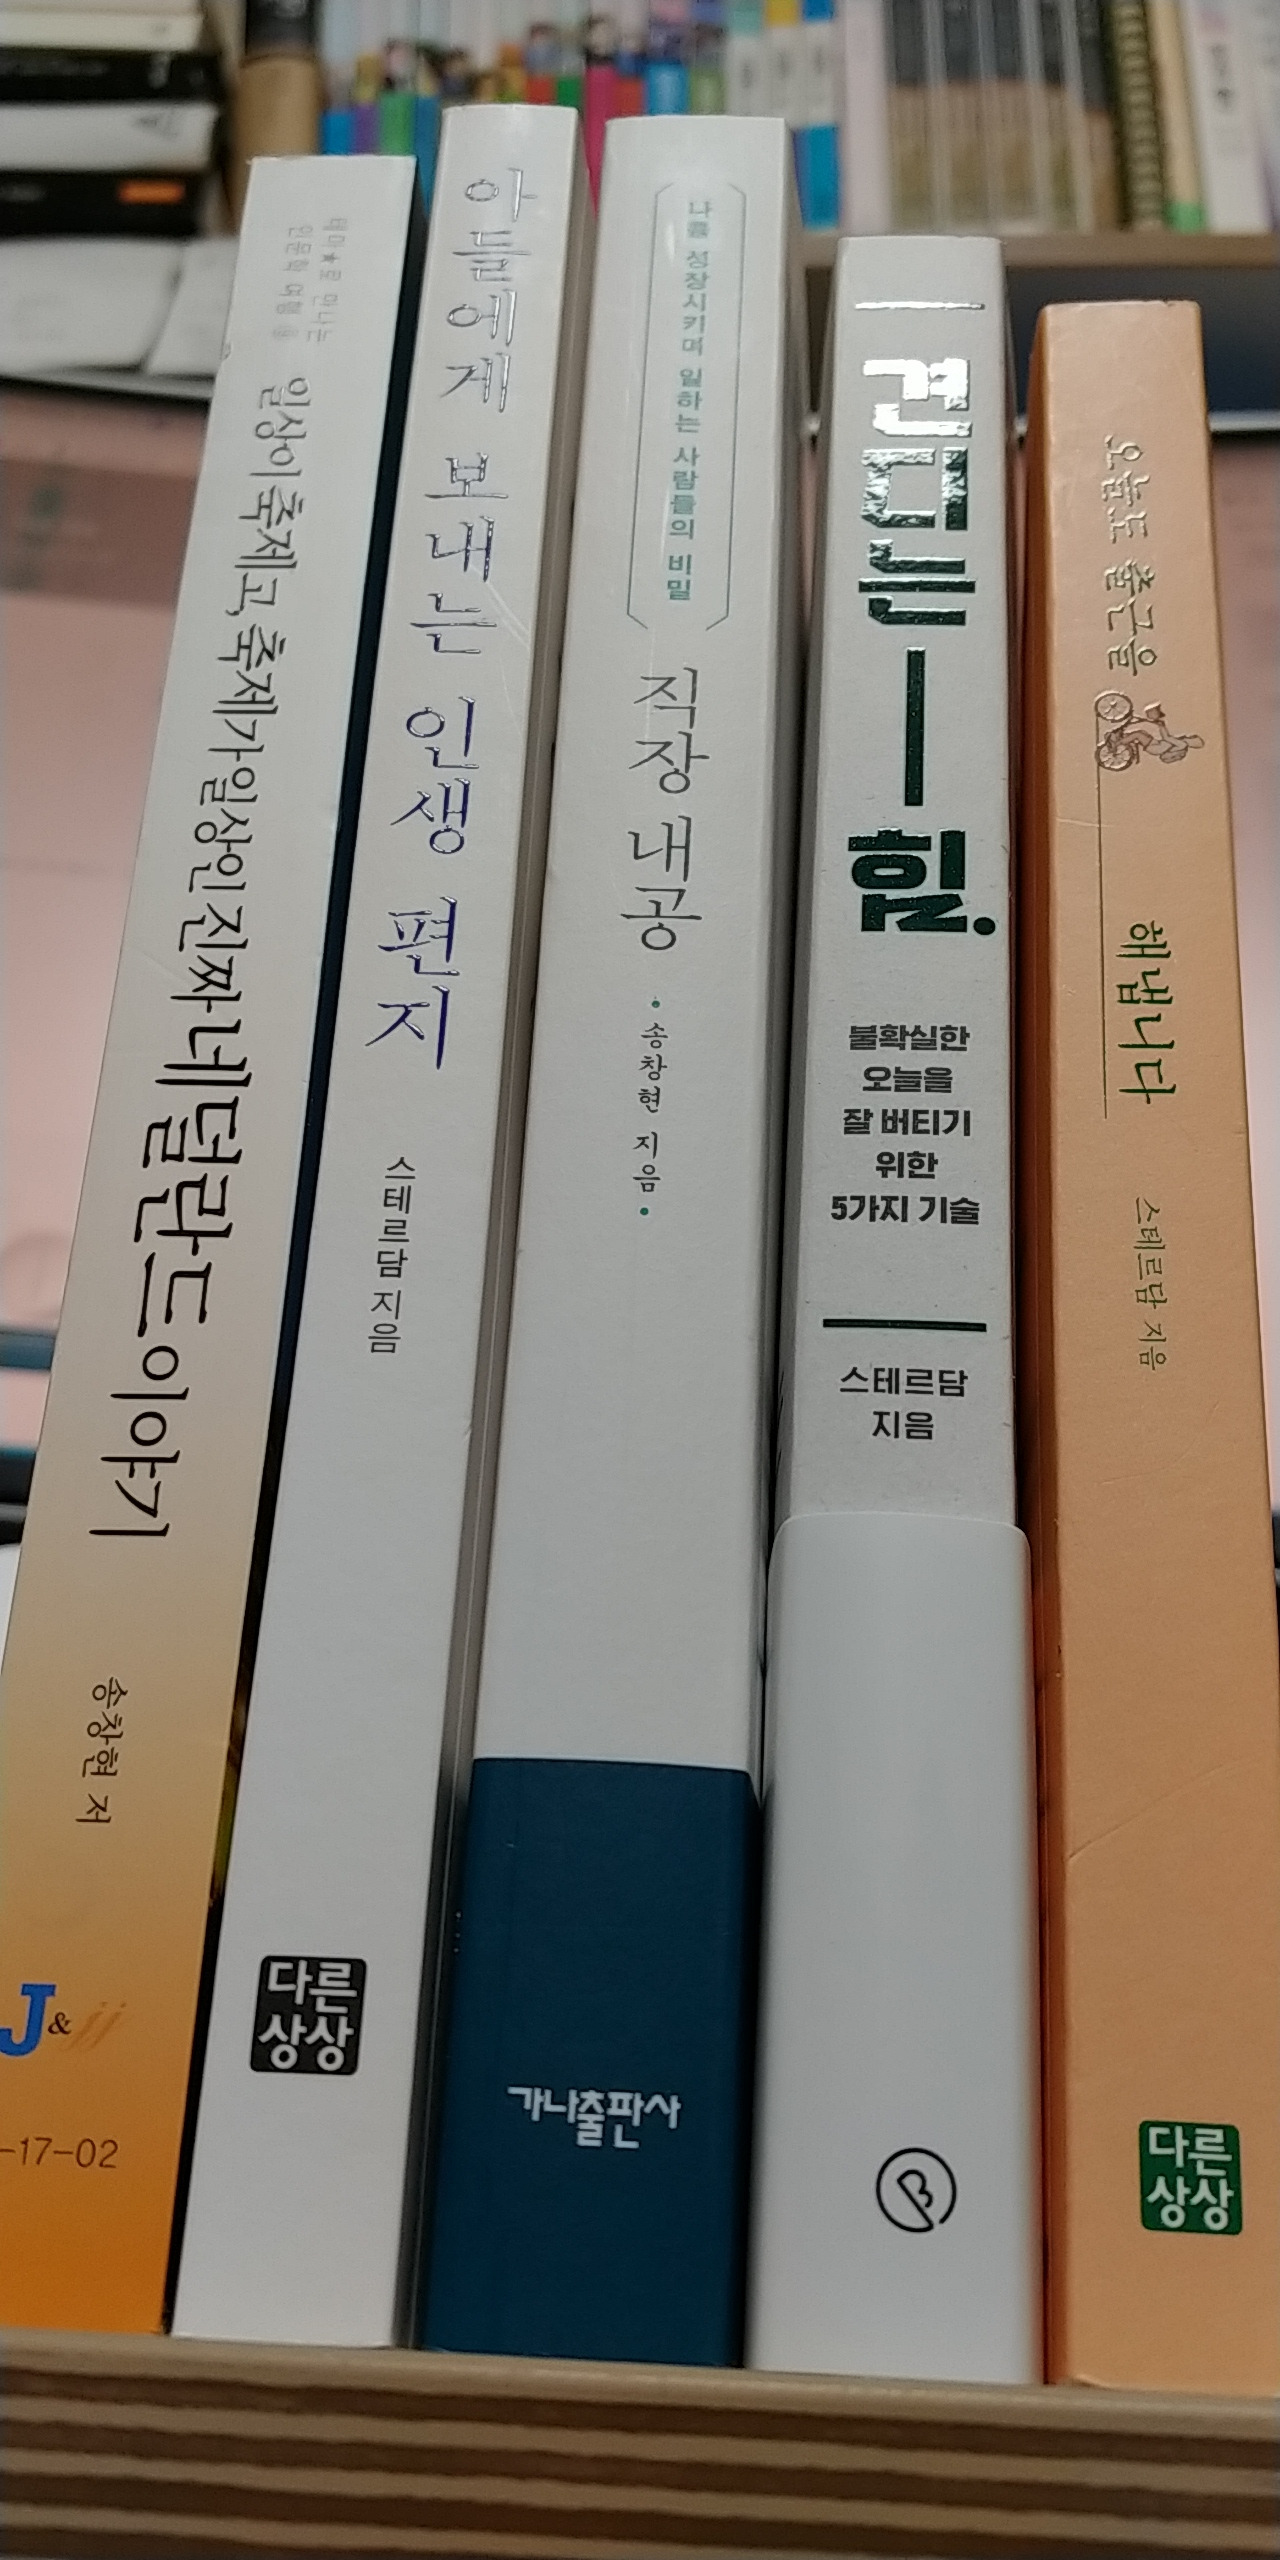 테마★로 만나는
인문학 여행 ⑧
일상이 축제고, 축제가 일상인 진짜 네덜란드 이야기
송창현 저
J&jj
-17-02
아들에게 보내는 인생 편지
스테르담 지음
다른
상상
나를 성장시키며 일하는 사람들의 비밀
직장 내공
• 송창현 지음 •
가나출판사
견디는 힘.
불확실한
오늘을
잘 버티기
위한
5가지 기술
스테르담
지음
오늘도 출근을
해냅니다
스테르담 지음
다른
상상